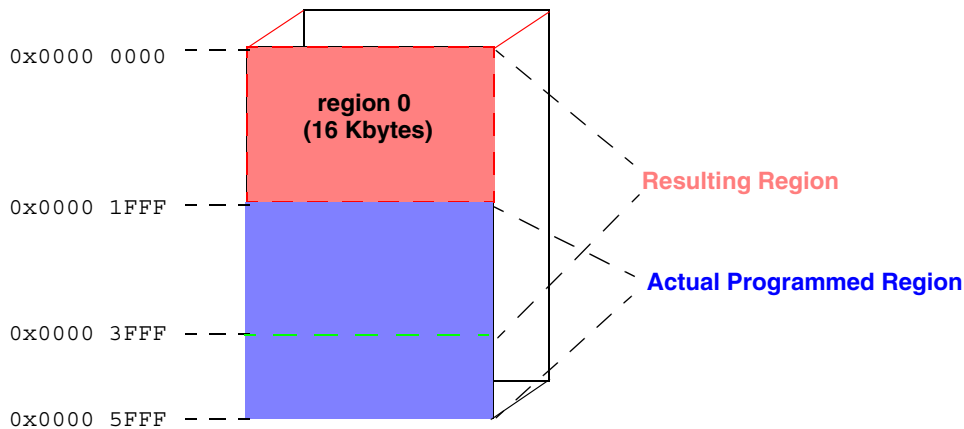 0x0000 0000
region 0
(16 Kbytes)
Resulting Region
0x0000 1FFF
Actual Programmed Region
0x0000 3FFF
0x0000 5FFF